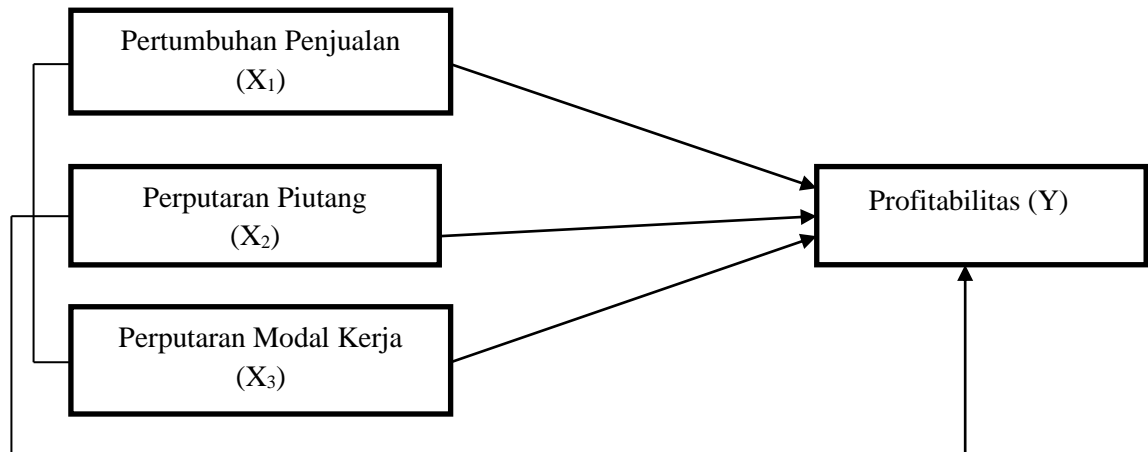 Pertumbuhan Penjualan
(X₁)
Perputaran Piutang
(X₂)
Perputaran Modal Kerja
(X₃)
Profitabilitas (Y)